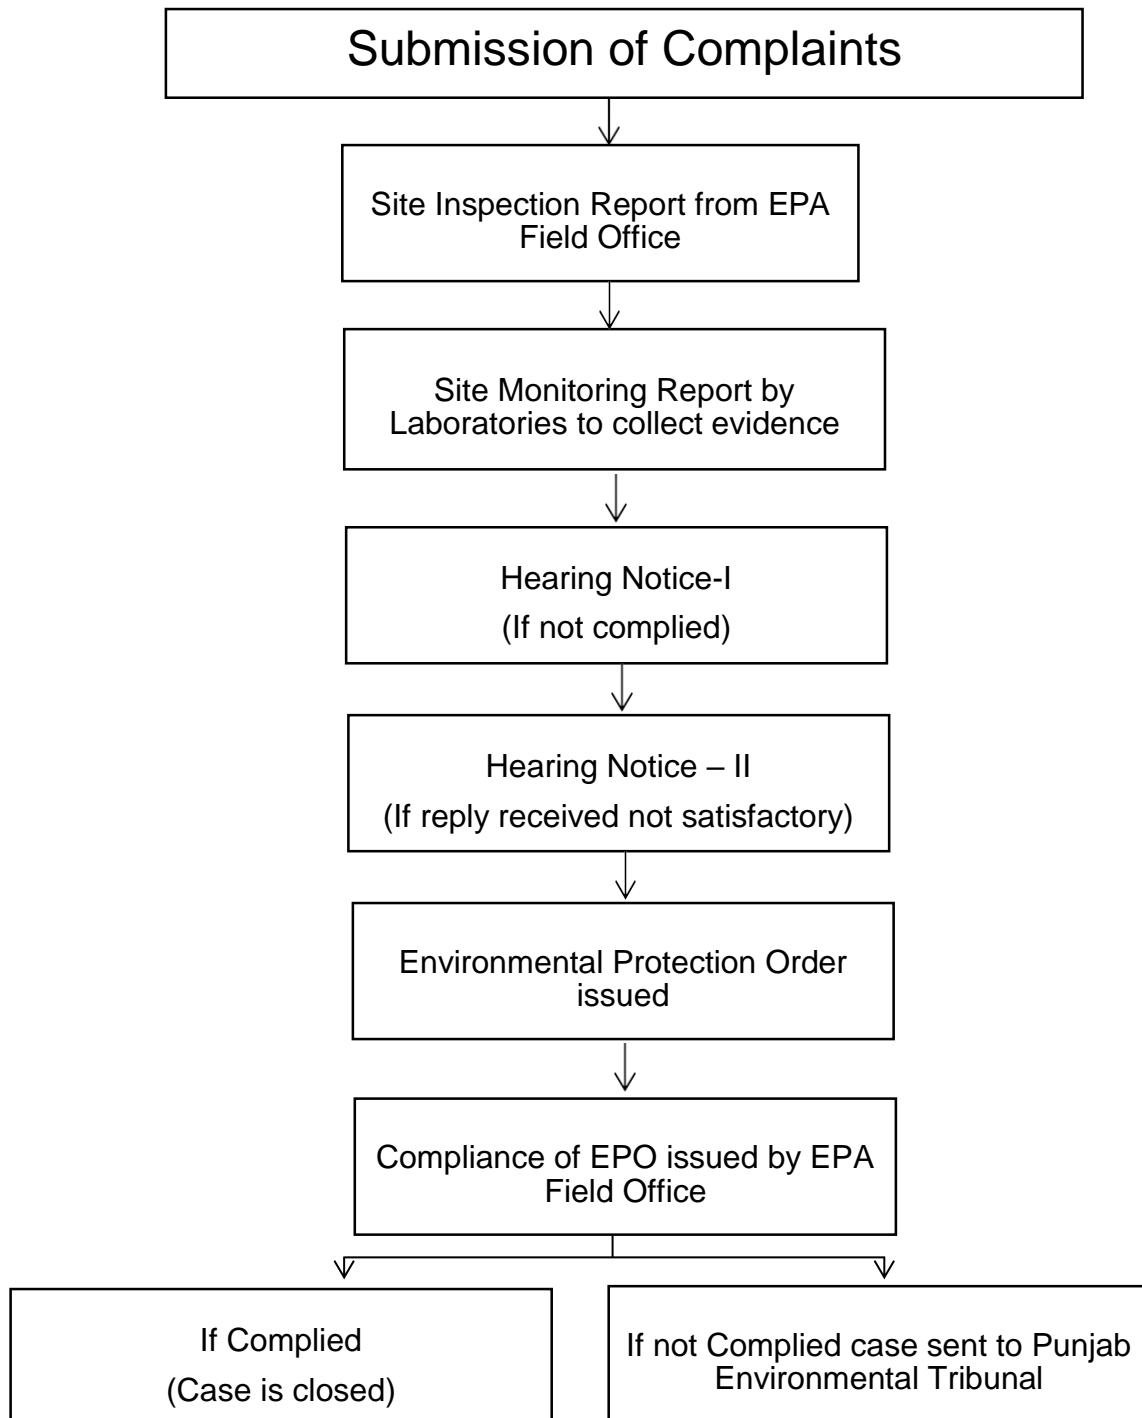 Submission of Complaints
Site Inspection Report from EPA
Field Office
Site Monitoring Report by
Laboratories to collect evidence
Hearing Notice-I
(If not complied)
Hearing Notice – II
(If reply received not satisfactory)
Environmental Protection Order
issued
Compliance of EPO issued by EPA
Field Office
If Complied
(Case is closed)
If not Complied case sent to Punjab
Environmental Tribunal